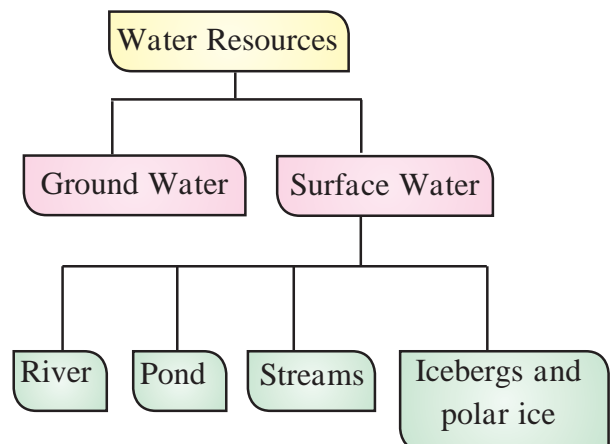 Water Resources
Ground Water
Surface Water
River
Pond
Streams
Icebergs and
polar ice